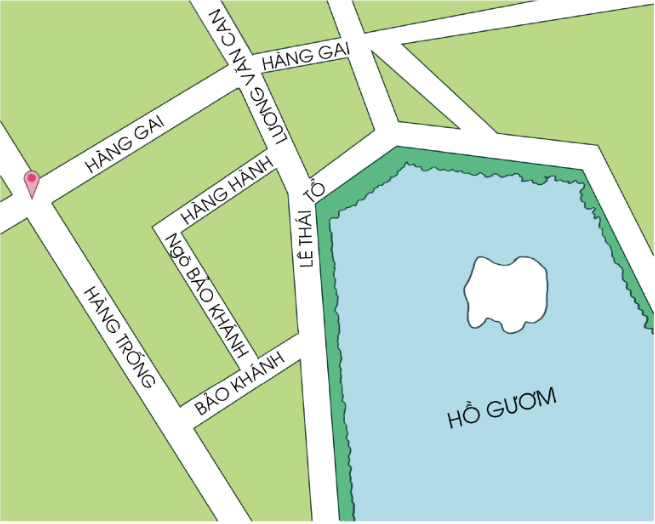 LƯƠNG VĂN CAN
HÀNG GAI
HÀNG GAI
HÀNG HÀNH
LÊ THÁI TỔ
Ngõ BẢO KHÁNH
HÀNG TRỐNG
BẢO KHÁNH
HỒ GƯƠM